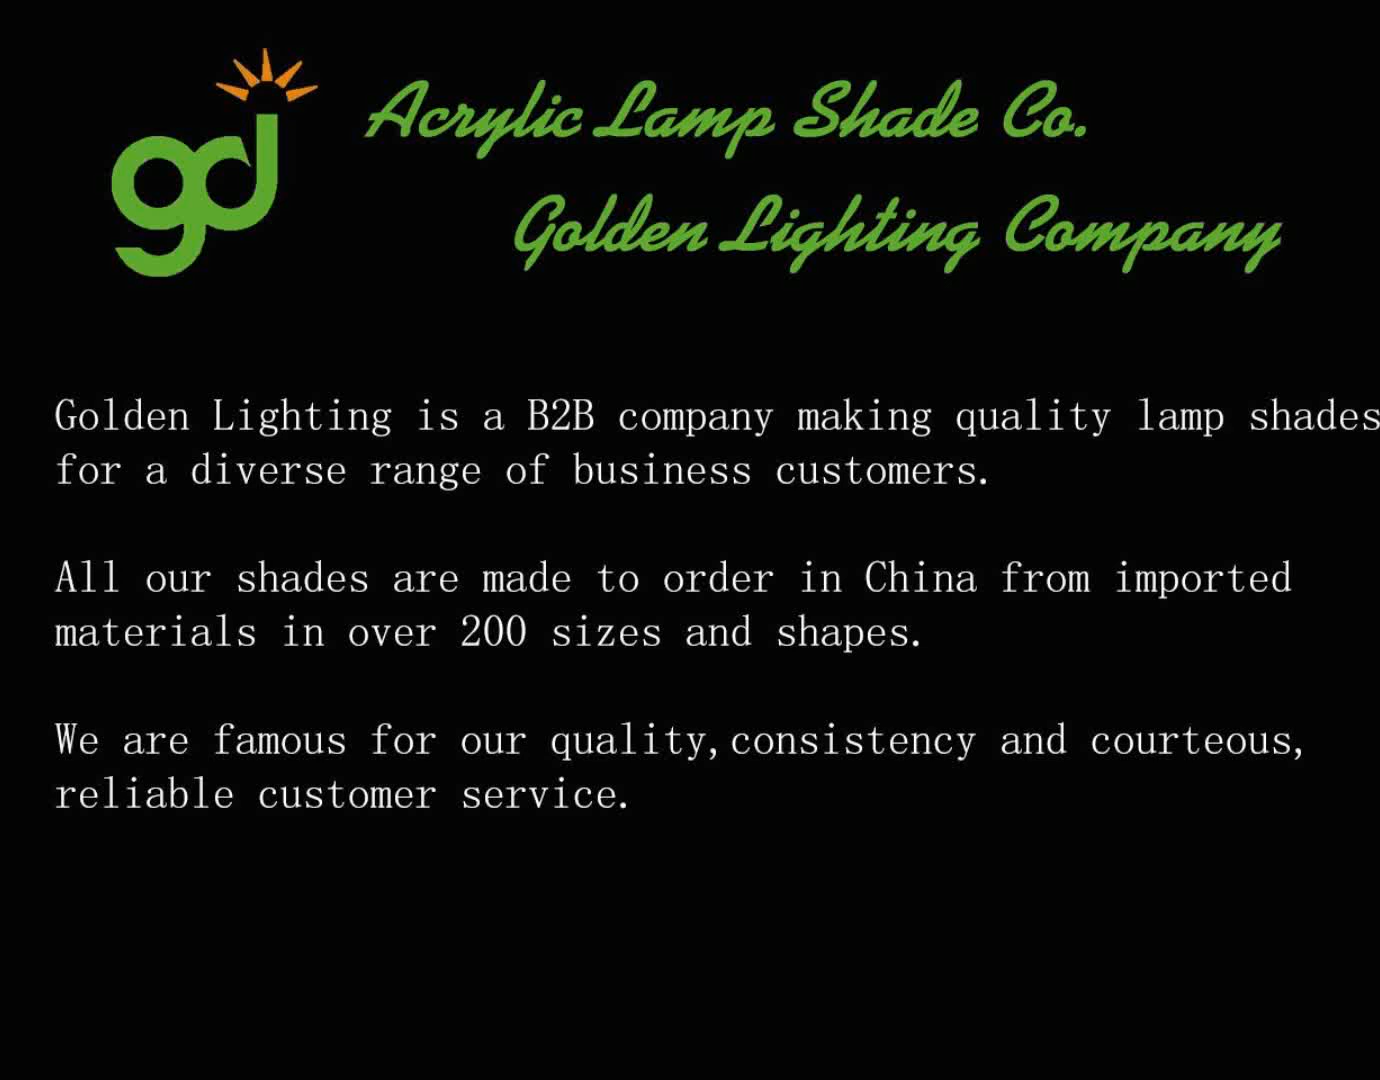 gd
Acrylic Lamp Shade Co.
Golden Lighting Company
Golden Lighting is a B2B company making quality lamp shades
for a diverse range of business customers.
All our shades are made to order in China from imported
materials in over 200 sizes and shapes.
We are famous for our quality,consistency and courteous,
reliable customer service.